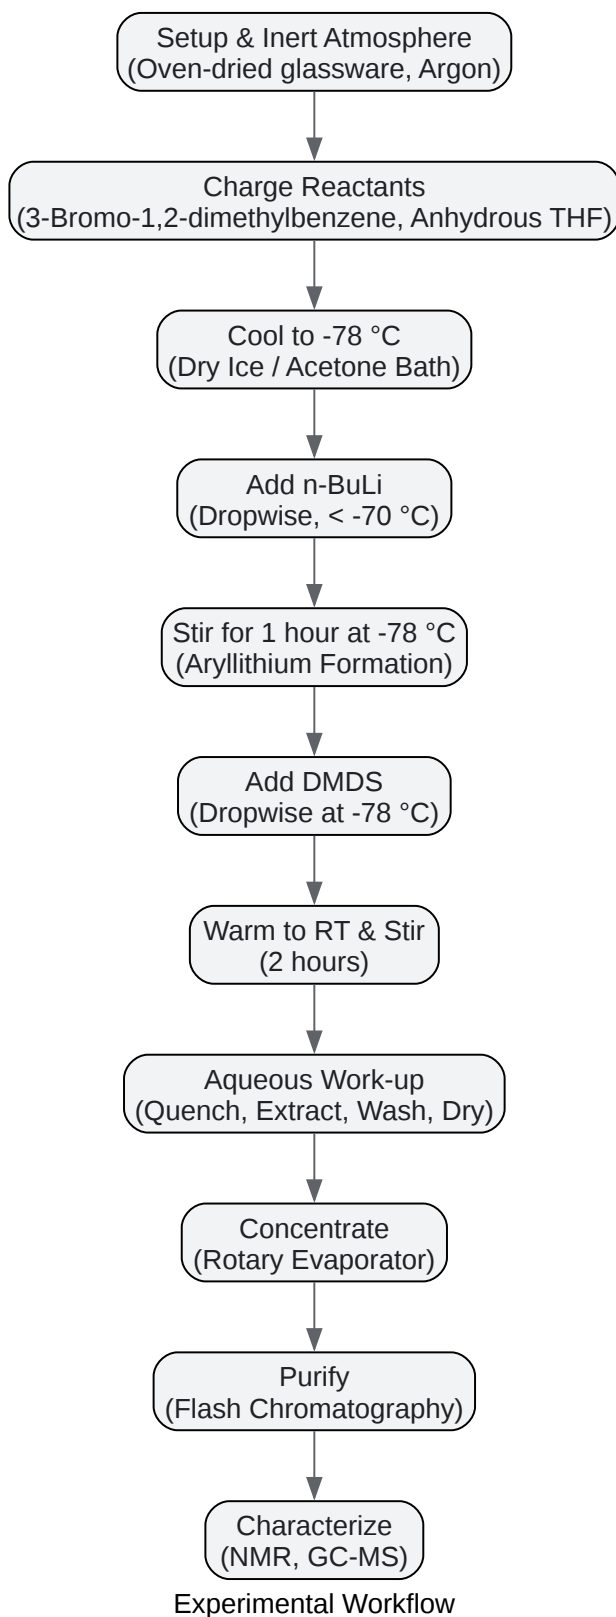 Setup & Inert Atmosphere
(Oven-dried glassware, Argon)
Charge Reactants
(3-Bromo-1,2-dimethylbenzene, Anhydrous THF)
Cool to -78 °C
(Dry Ice / Acetone Bath)
Add n-BuLi
(Dropwise, < -70 °C)
Stir for 1 hour at -78 °C
(Aryllithium Formation)
Add DMDS
(Dropwise at -78 °C)
Warm to RT & Stir
(2 hours)
Aqueous Work-up
(Quench, Extract, Wash, Dry)
Concentrate
(Rotary Evaporator)
Purify
(Flash Chromatography)
Characterize
(NMR, GC-MS)
Experimental Workflow